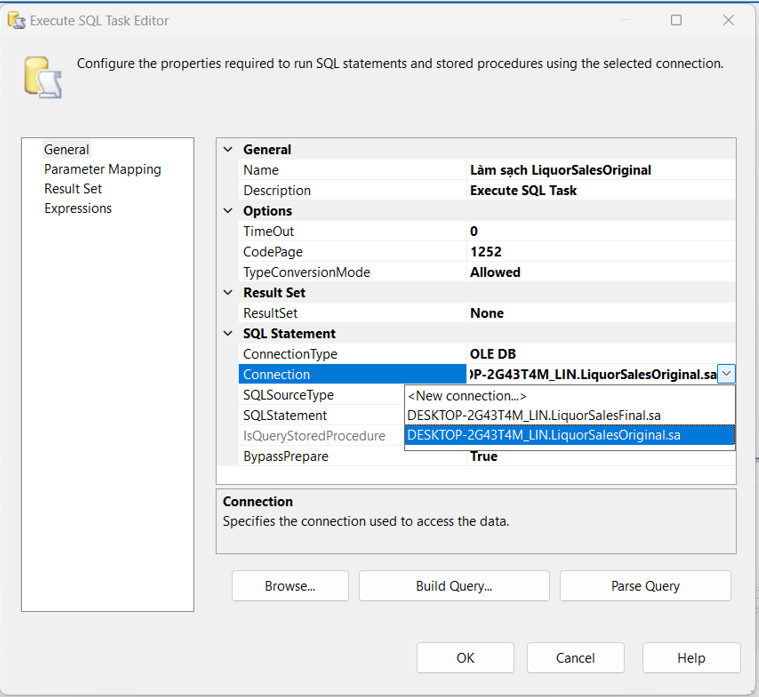 Execute SQL Task Editor
Configure the properties required to run SQL statements and stored procedures using the selected connection.
General
Parameter Mapping
Result Set
Expressions
General
Name Làm sạch LiquorSalesOriginal
Description Execute SQL Task
Options
TimeOut 0
CodePage 1252
TypeConversionMode Allowed
Result Set
ResultSet None
SQL Statement
ConnectionType OLE DB
Connection OP-2G43T4M_LIN.LiquorSalesOriginal.sa
SQLSourceType <New connection...>
SQLStatement DESKTOP-2G43T4M_LIN.LiquorSalesFinal.sa
IsQueryStoredProcedure DESKTOP-2G43T4M_LIN.LiquorSalesOriginal.sa
BypassPrepare True
Connection
Specifies the connection used to access the data.
Browse... Build Query... Parse Query
OK Cancel Help